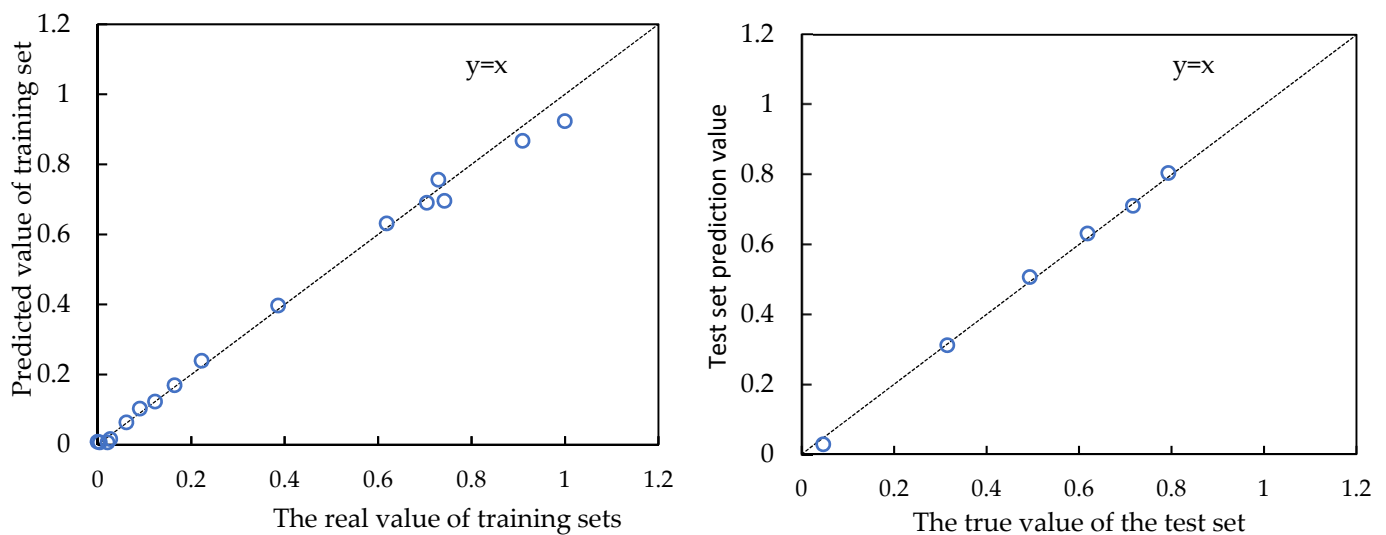 Predicted value of training set
1.2
1
0.8
0.6
0.4
0.2
0
y=x
0 0.2 0.4 0.6 0.8 1 1.2
The real value of training sets
Test set prediction value
1.2
1
0.8
0.6
0.4
0.2
0
y=x
0 0.2 0.4 0.6 0.8 1 1.2
The true value of the test set